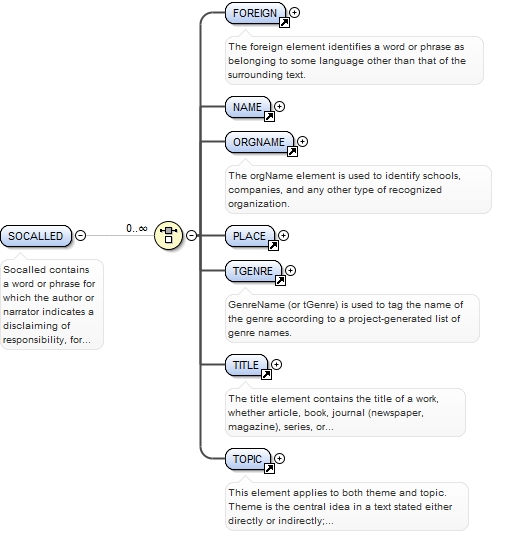 FOREIGN
The foreign element identifies a word or phrase as
belonging to some language other than that of the
surrounding text.
NAME
ORGNAME
The orgName element is used to identify schools,
companies, and any other type of recognized
organization.
SOCALLED
0..∞
Socalled contains
a word or phrase for
which the author or
narrator indicates a
disclaiming of
responsibility, for...
PLACE
TGENRE
GenreName (or tGenre) is used to tag the name of
the genre according to a project-generated list of
genre names.
TITLE
The title element contains the title of a work,
whether article, book, journal (newspaper,
magazine), series, or...
TOPIC
This element applies to both theme and topic.
Theme is the central idea in a text stated either
directly or indirectly;...